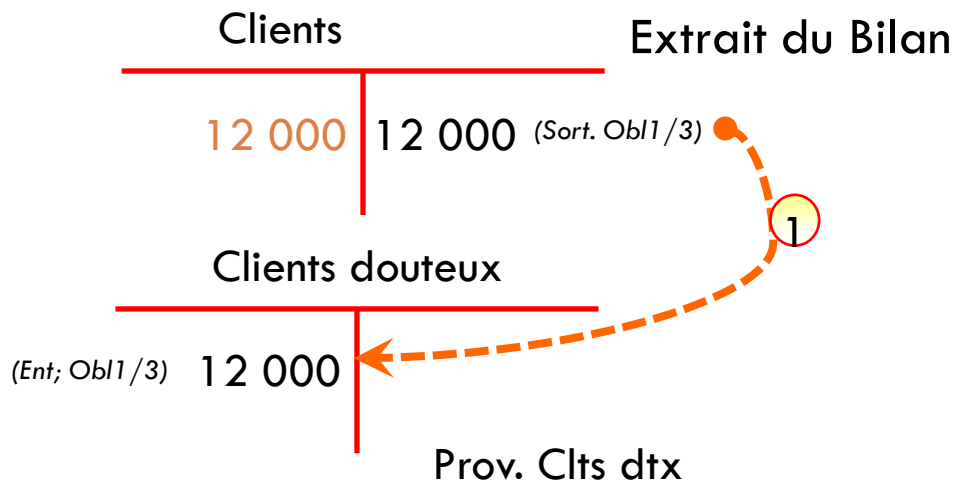 Clients
Extrait du Bilan
12 000 12 000 (Sort. Obl1/3)
1
Clients douteux
(Ent; Obl1/3) 12 000
Prov. Clts dtx